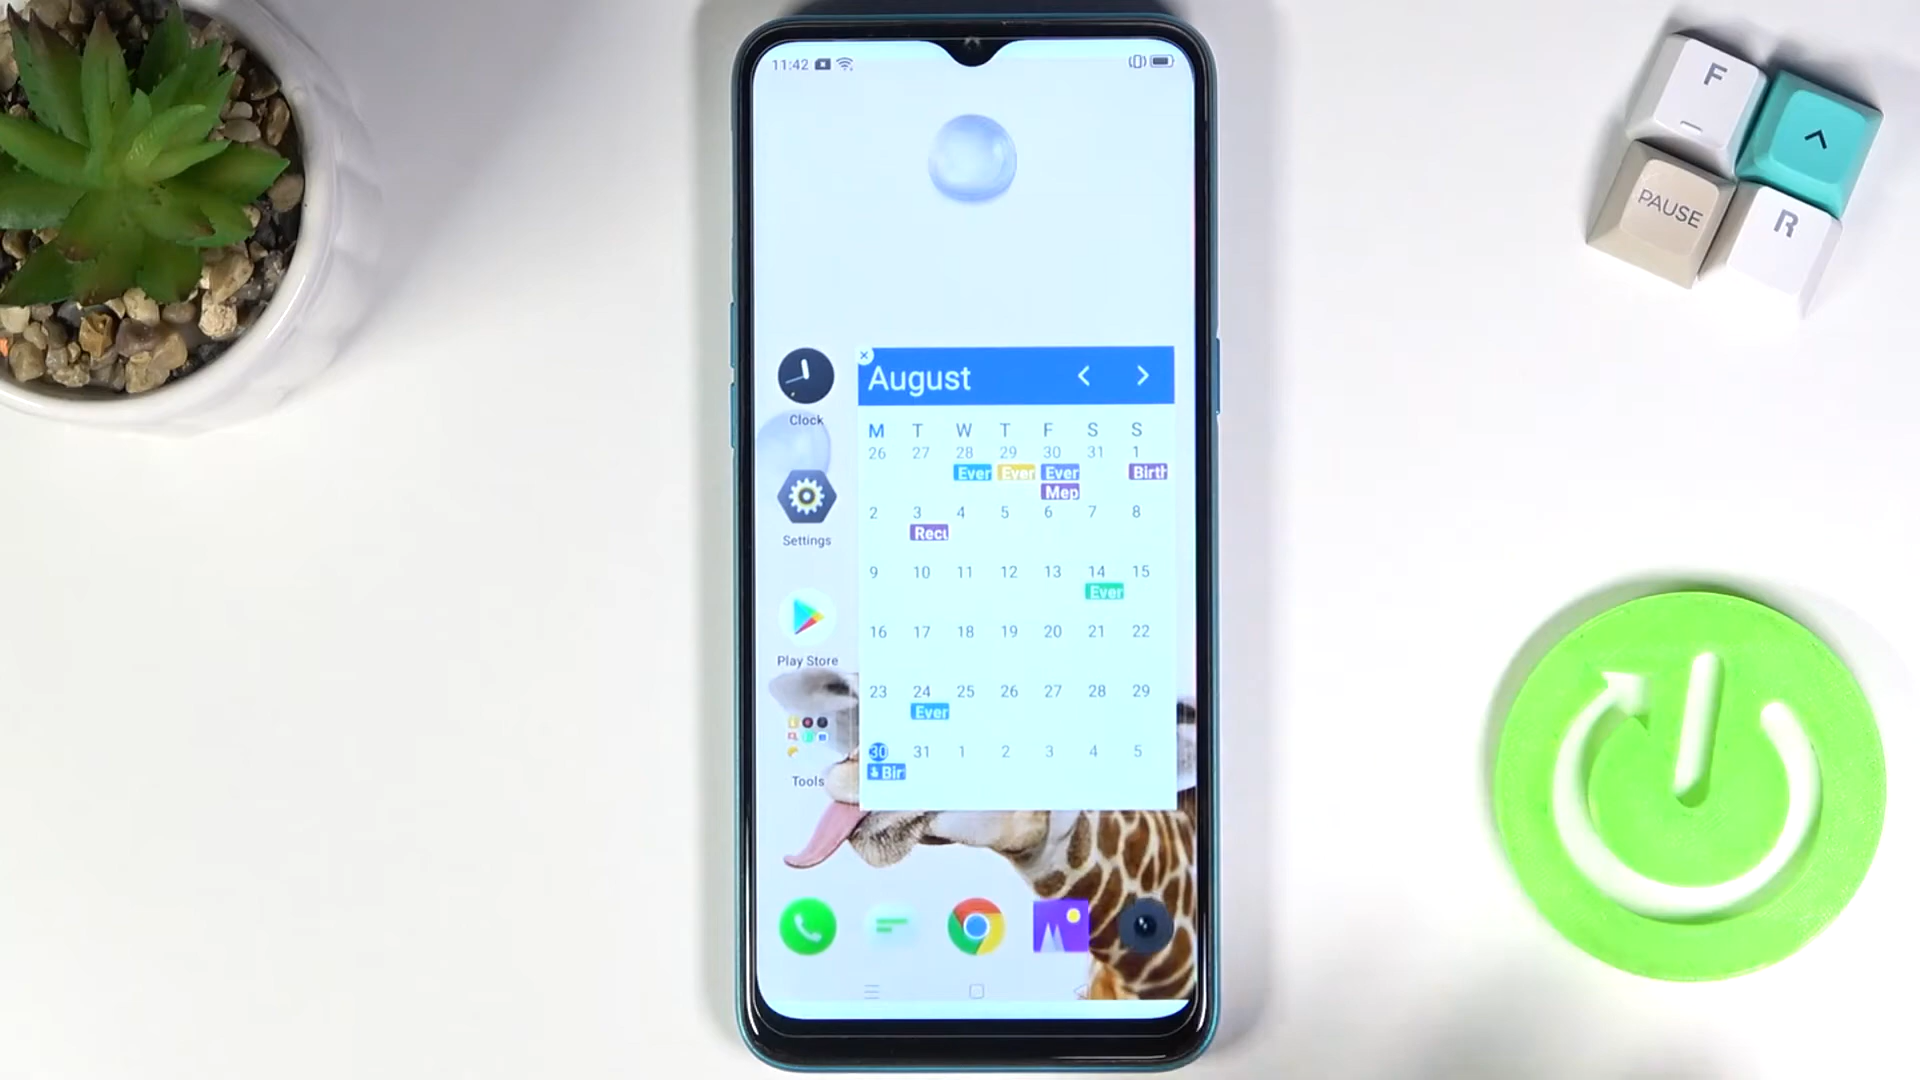 11:42
Clock
Settings
Play Store
Tools
August
M T W T F S S
26 27 28 29 30 31 1
Ever Ever Ever Birth
Mep
2 3 4 5 6 7 8
Recu
9 10 11 12 13 14 15
Ever
16 17 18 19 20 21 22
23 24 25 26 27 28 29
Ever
30 31 1 2 3 4 5
Bir
F
PAUSE
R